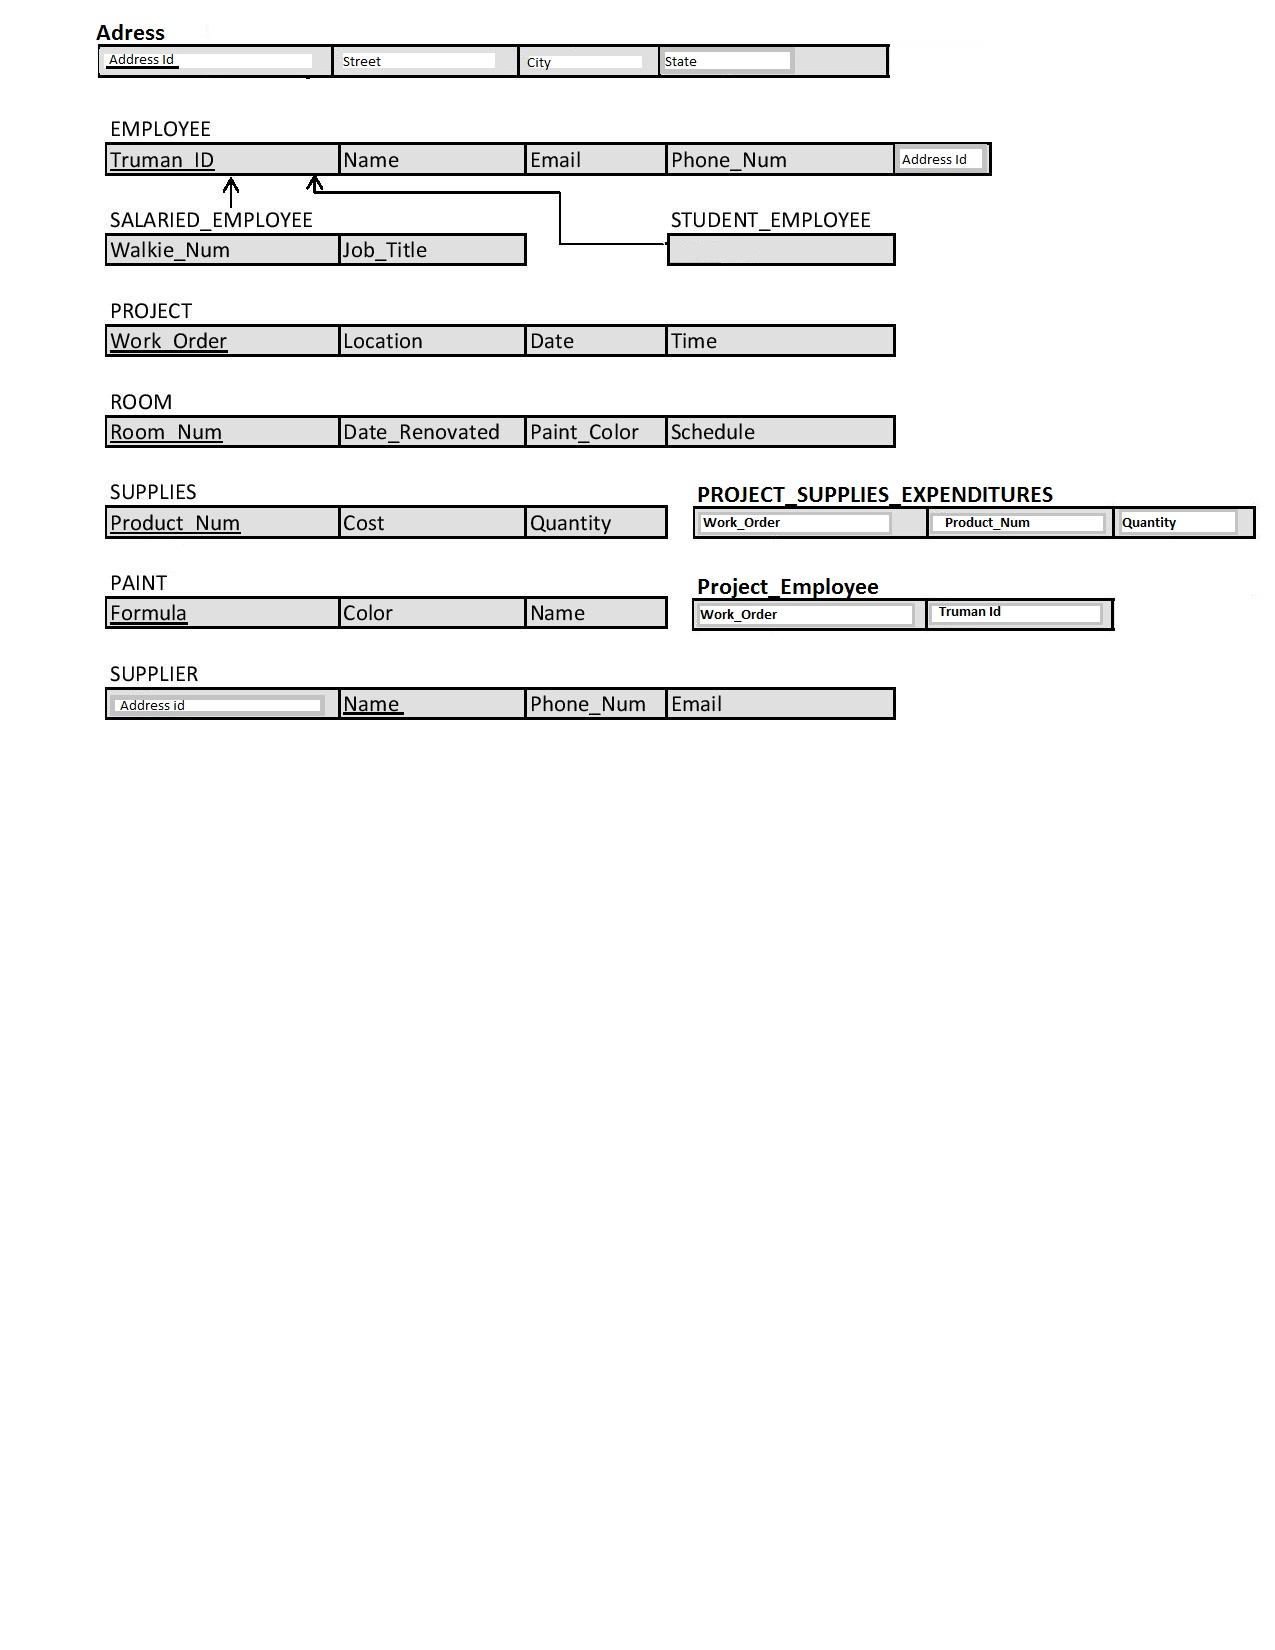 Adress
Address Id Street City State
EMPLOYEE
Truman_ID Name Email Phone_Num Address Id
SALARIED_EMPLOYEE STUDENT_EMPLOYEE
Walkie_Num Job_Title
PROJECT
Work_Order Location Date Time
ROOM
Room_Num Date_Renovated Paint_Color Schedule
SUPPLIES PROJECT_SUPPLIES_EXPENDITURES
Product_Num Cost Quantity Work_Order Product_Num Quantity
PAINT Project_Employee
Formula Color Name Work_Order Truman Id
SUPPLIER
Address id Name Phone_Num Email